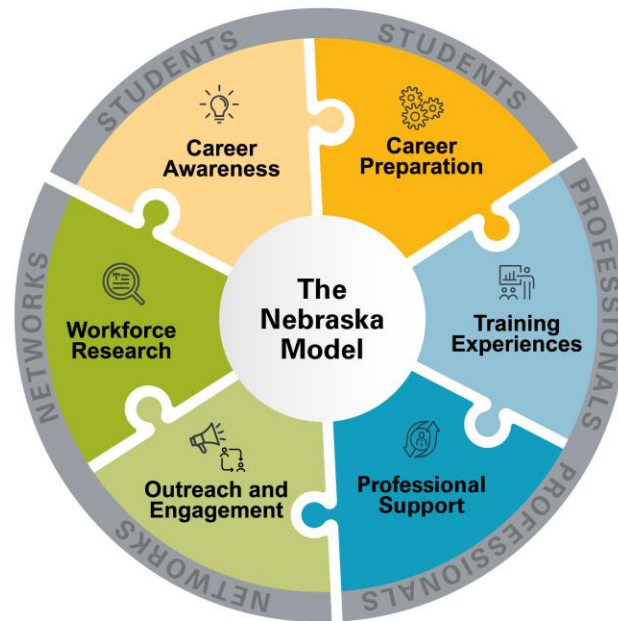 STUDENTS
STUDENTS
Career
Awareness
Career
Preparation
PROFESSIONALS
NETWORKS
The
Nebraska
Model
Workforce
Research
Training
Experiences
Outreach and
Engagement
Professional
Support
NETWORKS
PROFESSIONALS